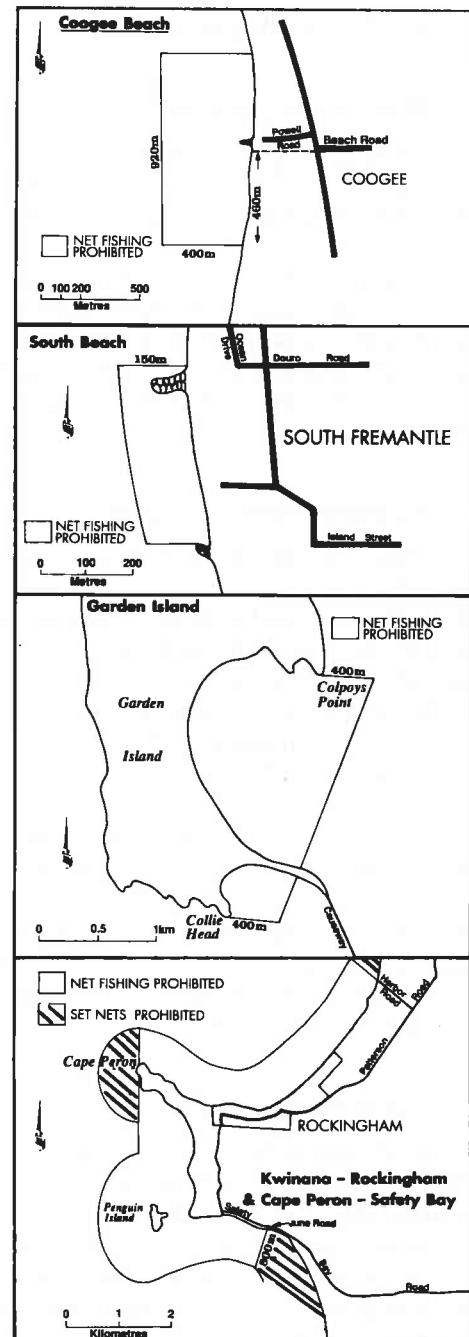 Coogee Beach
920m
Powell
Road
Beach Road
COOGEE
460m
NET FISHING
PROHIBITED
400m
0 100 200 500
Metres
South Beach
150m
Ocean
Drive
Douro Road
SOUTH FREMANTLE
NET FISHING
PROHIBITED
Island
Street
0 100 200
Metres
Garden Island
NET FISHING
PROHIBITED
400m
Colpoys
Point
Garden
Island
0 0.5 1km
Collie
Head
400m
Causeway
NET FISHING PROHIBITED
SET NETS PROHIBITED
Harbor
Road
Patterson
Road
Cape Peron
ROCKINGHAM
Kwinana – Rockingham
& Cape Peron – Safety Bay
Penguin
Island
Safety
June Road
800m
Bay
Road
0 1 2
Kilometres